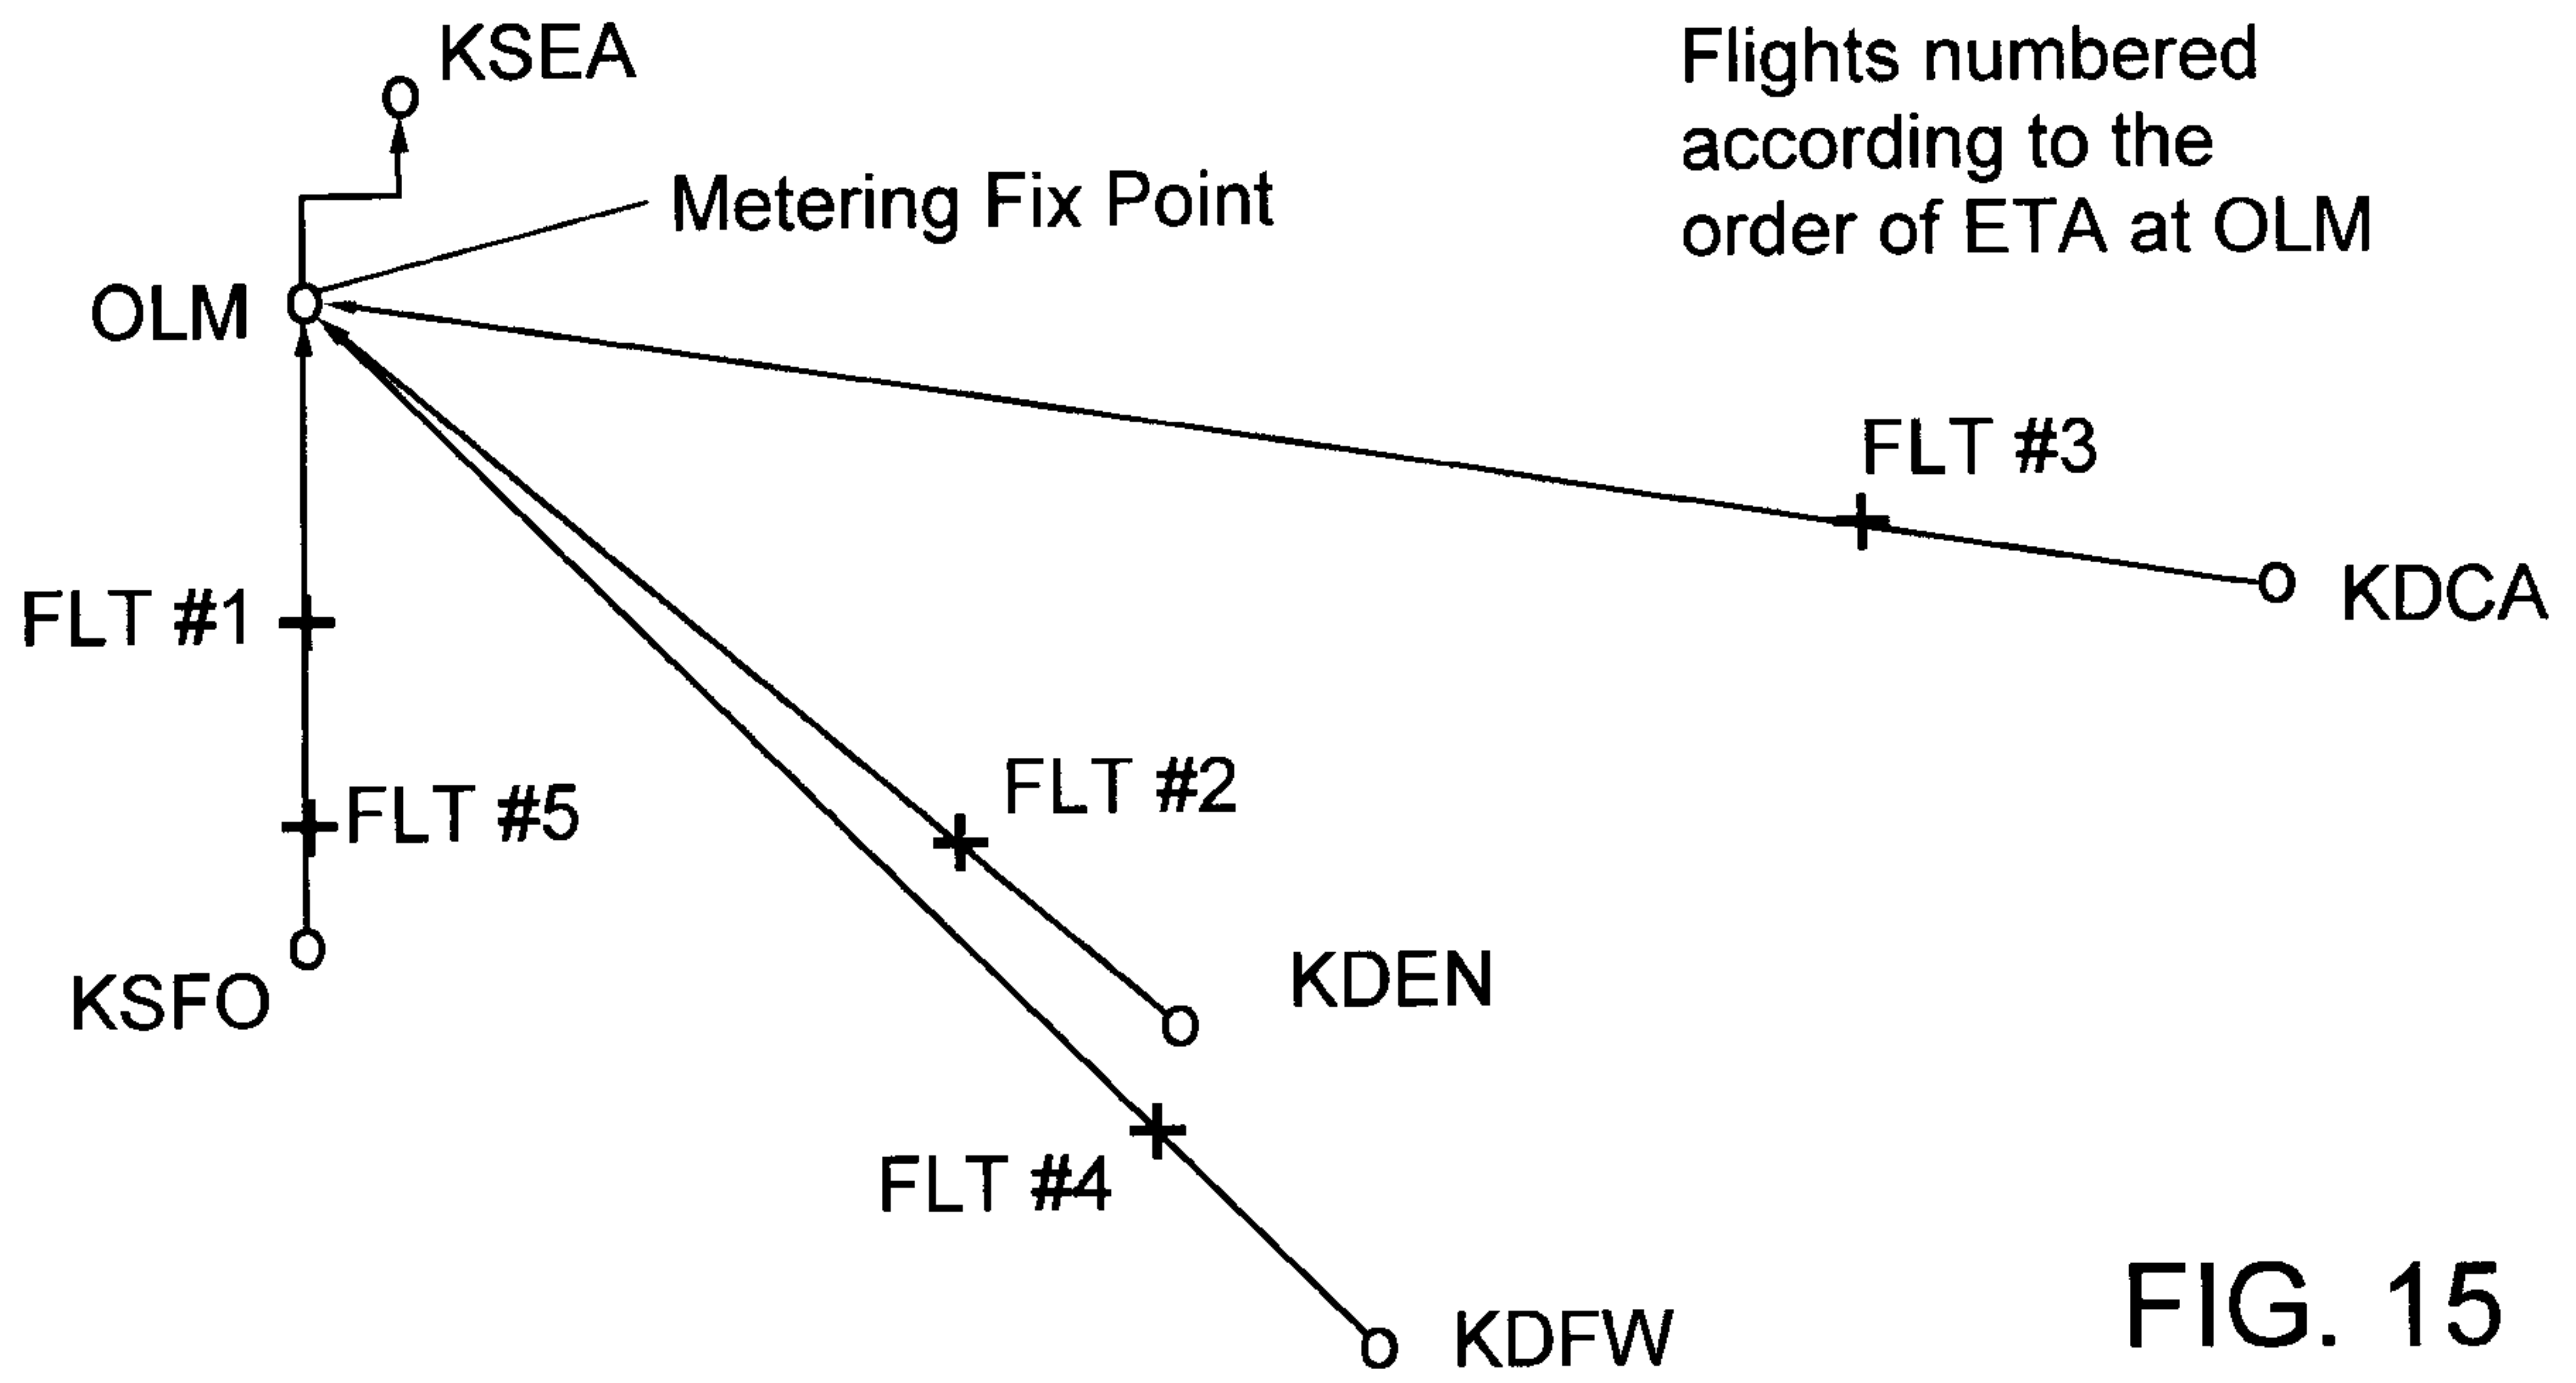 KSEA
Flights numbered
according to the
order of ETA at OLM
Metering Fix Point
OLM
FLT #3
KDCA
FLT #1
FLT #2
FLT #5
KDEN
KSFO
FLT #4
KDFW
FIG. 15